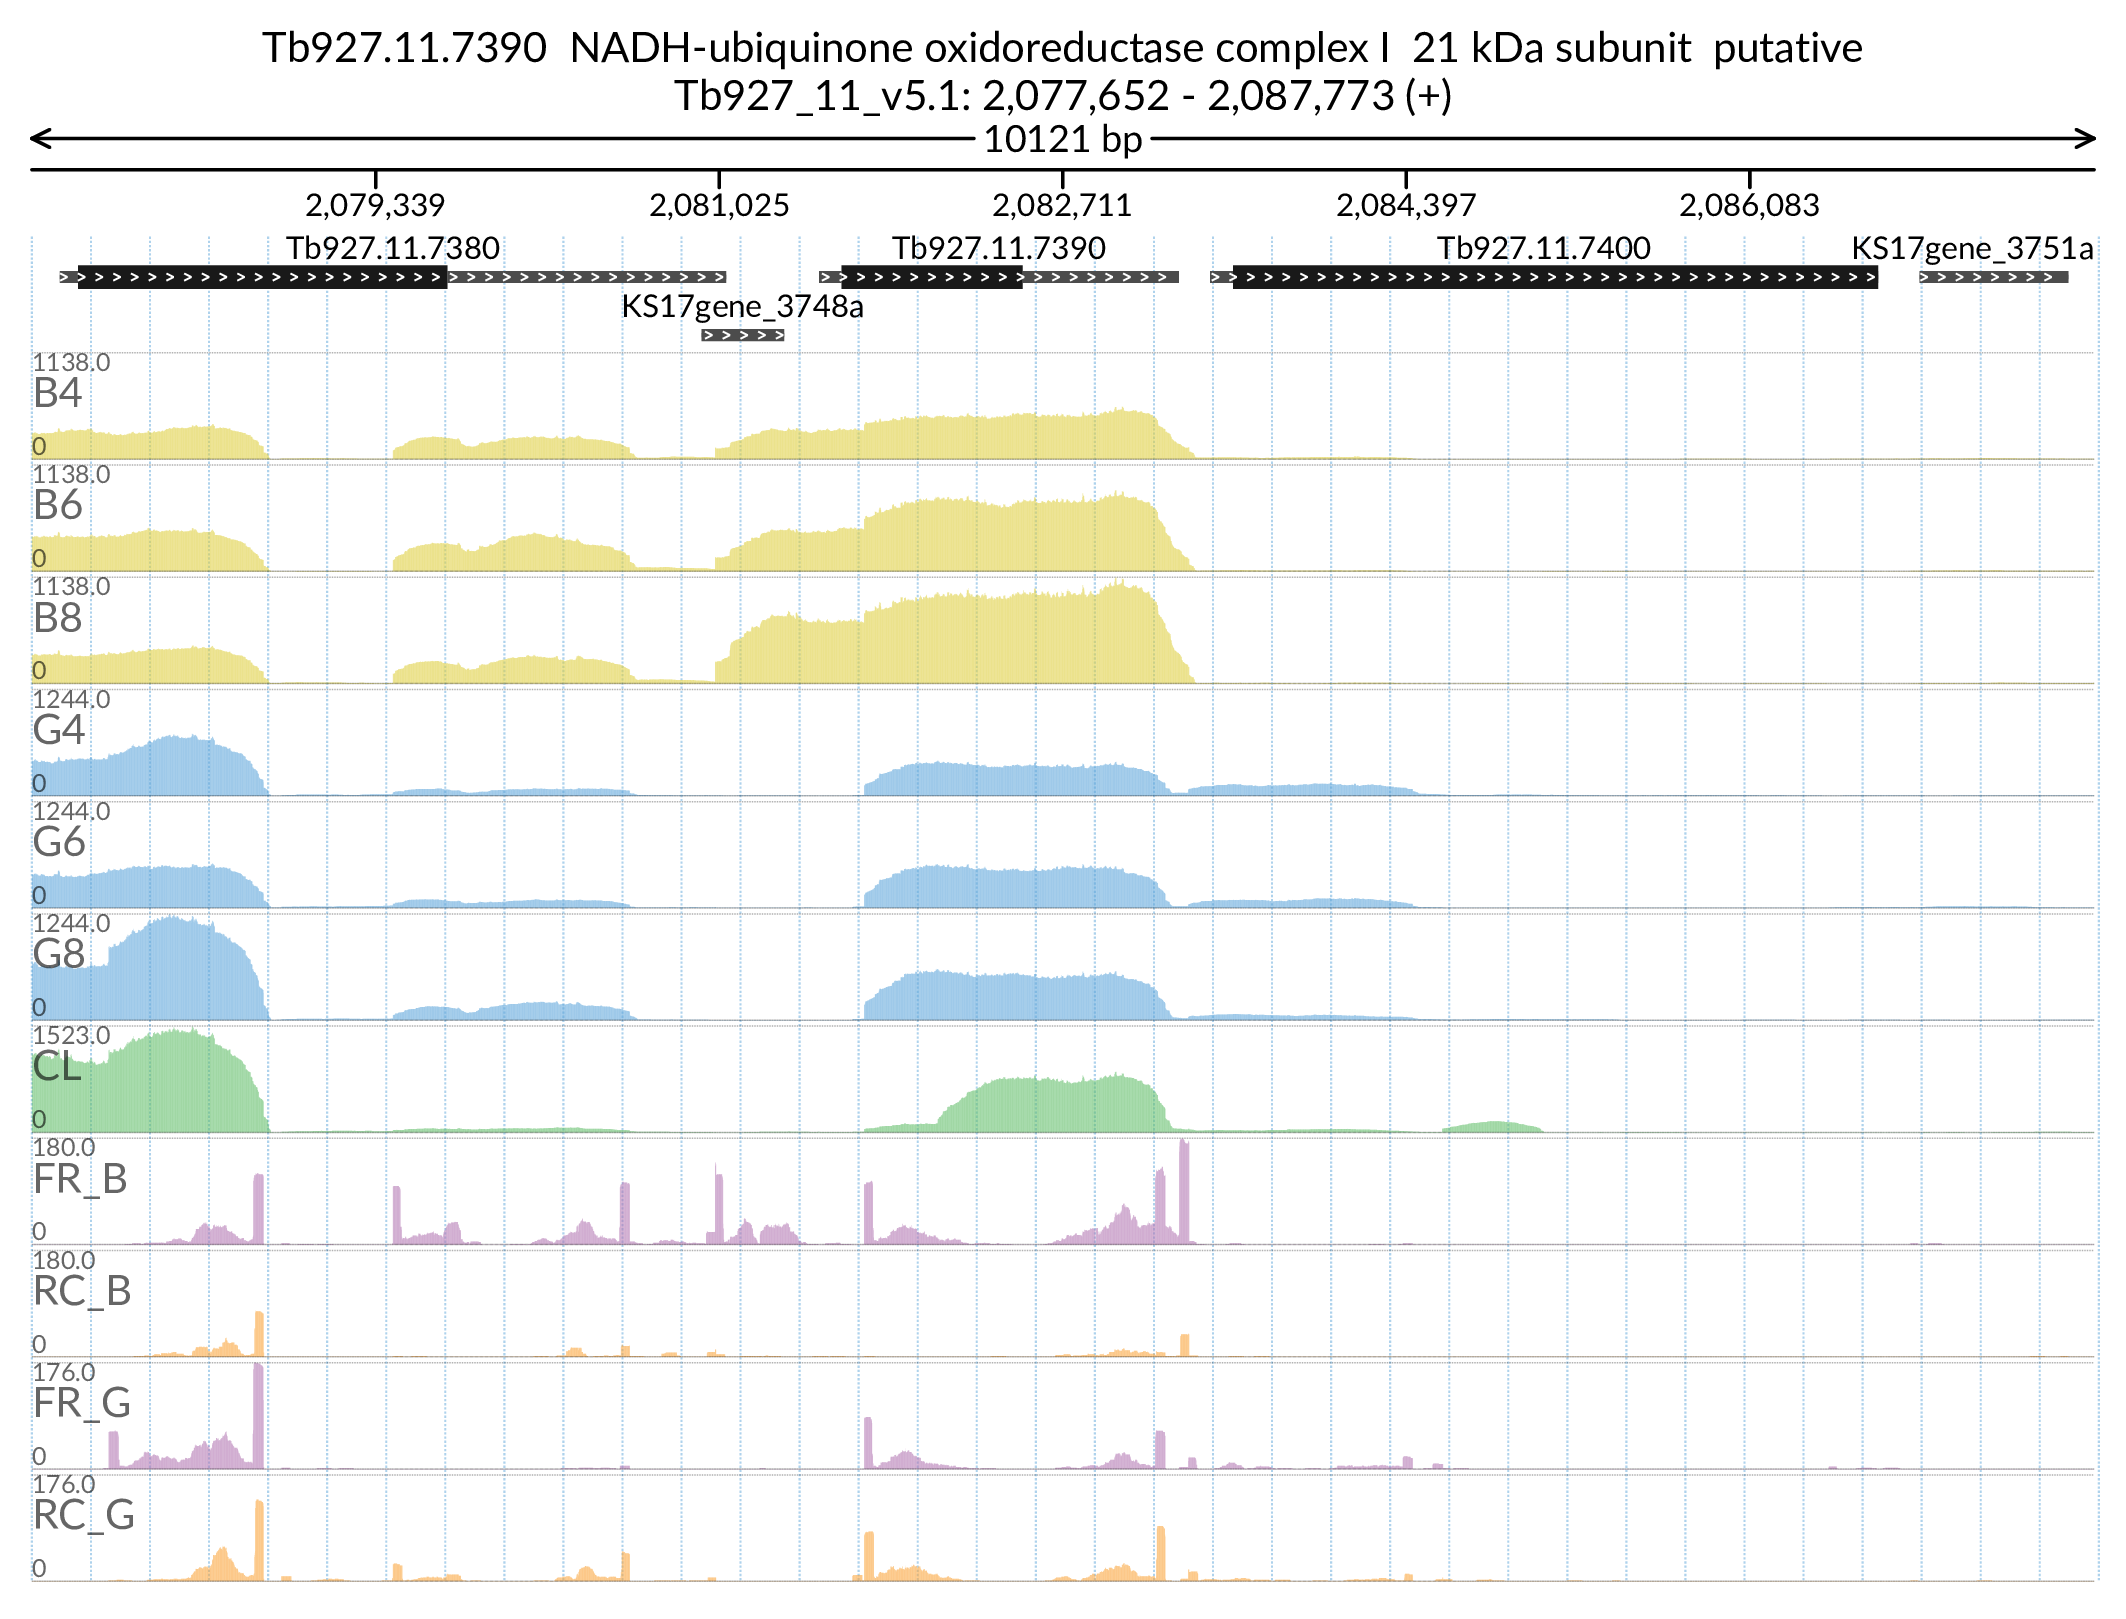 Tb927.11.7390  NADH-ubiquinone oxidoreductase complex I  21 kDa subunit  putative
Tb927_11_v5.1: 2,077,652 - 2,087,773 (+)
10121 bp
2,079,339 2,081,025 2,082,711 2,084,397 2,086,083
Tb927.11.7380 Tb927.11.7390 Tb927.11.7400 KS17gene_3751a
KS17gene_3748a
1138.0
B4
0
1138.0
B6
0
1138.0
B8
0
1244.0
G4
0
1244.0
G6
0
1244.0
G8
0
1523.0
CL
0
180.0
FR_B
0
180.0
RC_B
0
176.0
FR_G
0
176.0
RC_G
0